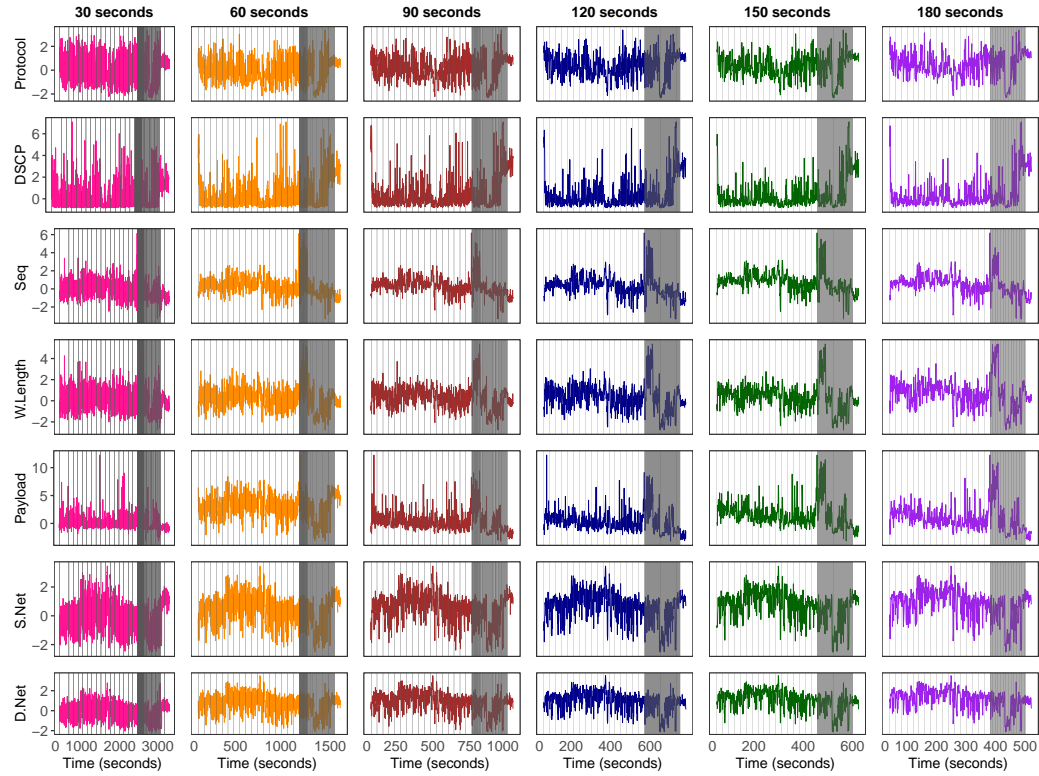 30 seconds 60 seconds 90 seconds 120 seconds 150 seconds 180 seconds
Protocol
2
0
−2
DSCP
6
4
2
0
Seq
6
4
2
0
−2
W.Length
4
2
0
−2
Payload
10
5
0
S.Net
2
0
−2
D.Net
2
0
−2
0 1000 2000 3000 0 500 1000 1500 0 250 500 750 1000 0 200 400 600 0 200 400 600 0 100 200 300 400 500
Time (seconds) Time (seconds) Time (seconds) Time (seconds) Time (seconds) Time (seconds)